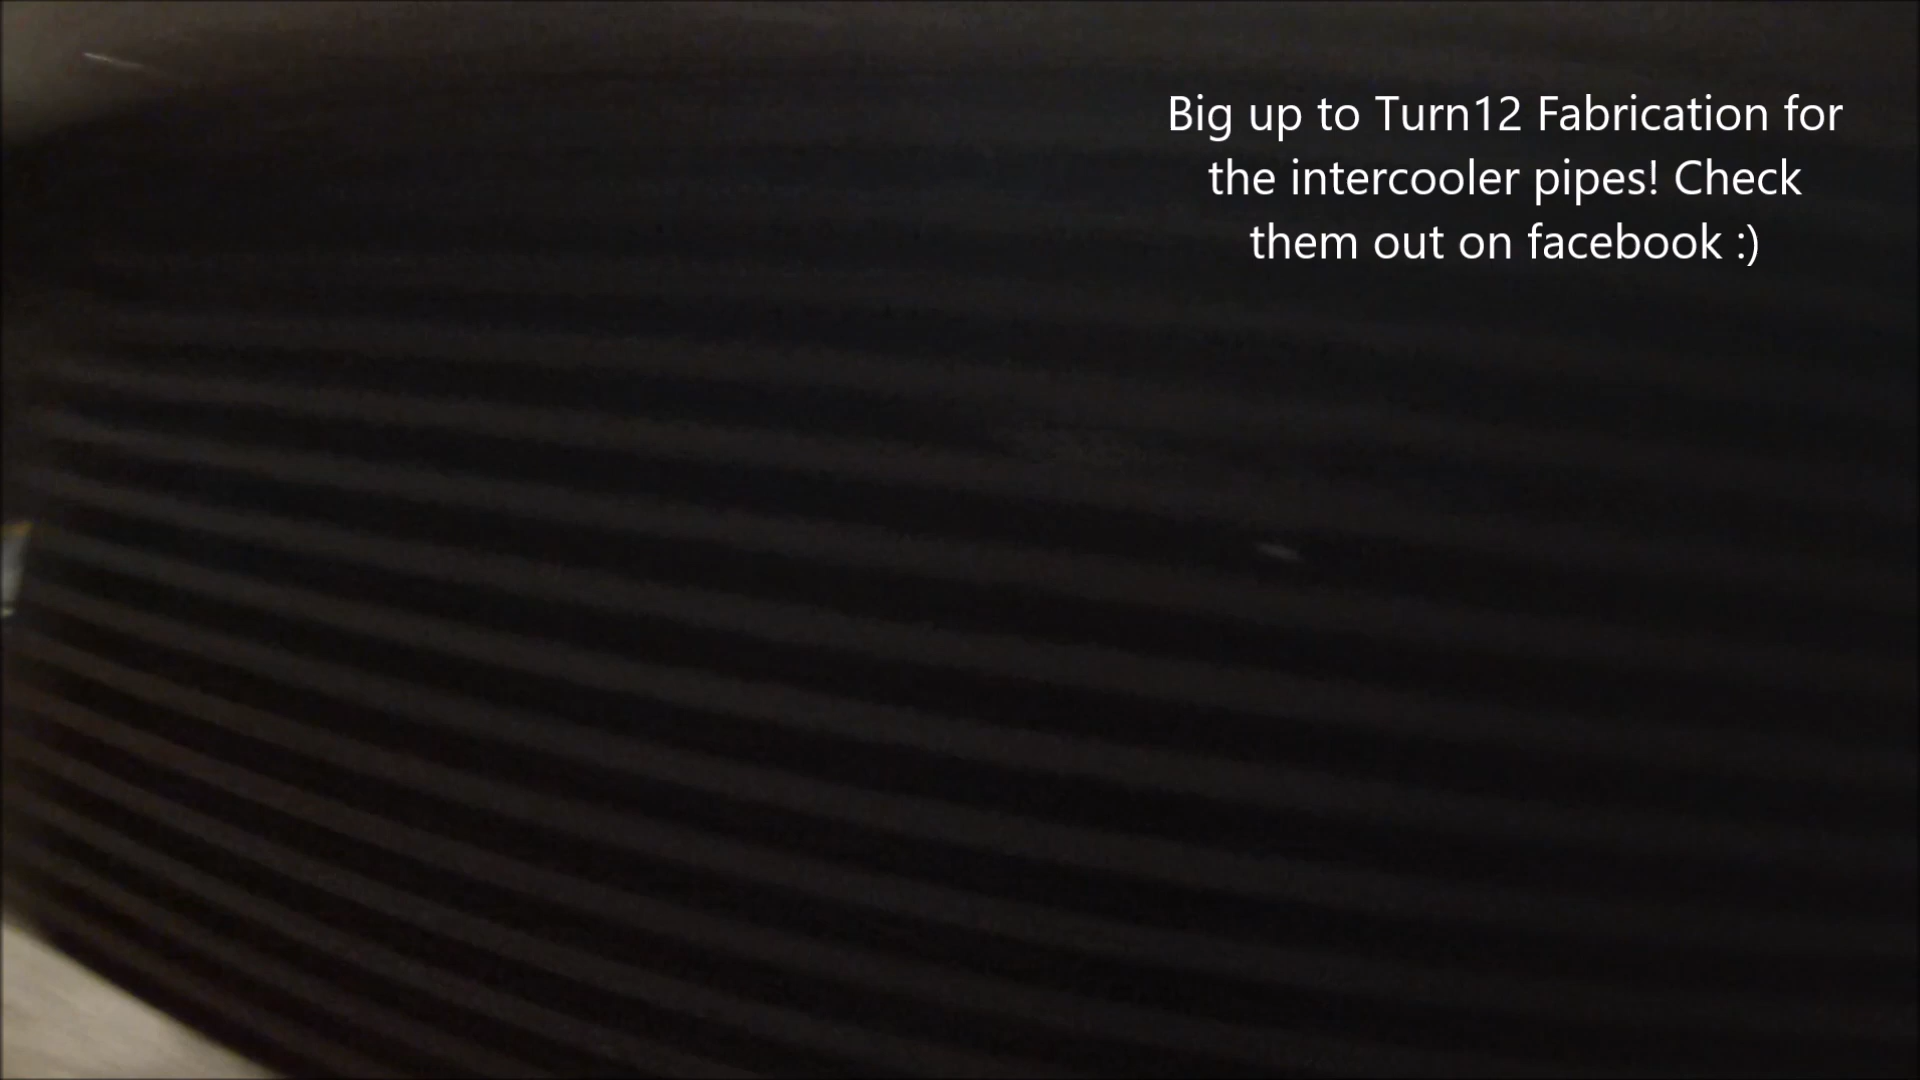 Big up to Turn12 Fabrication for
the intercooler pipes! Check
them out on facebook :)